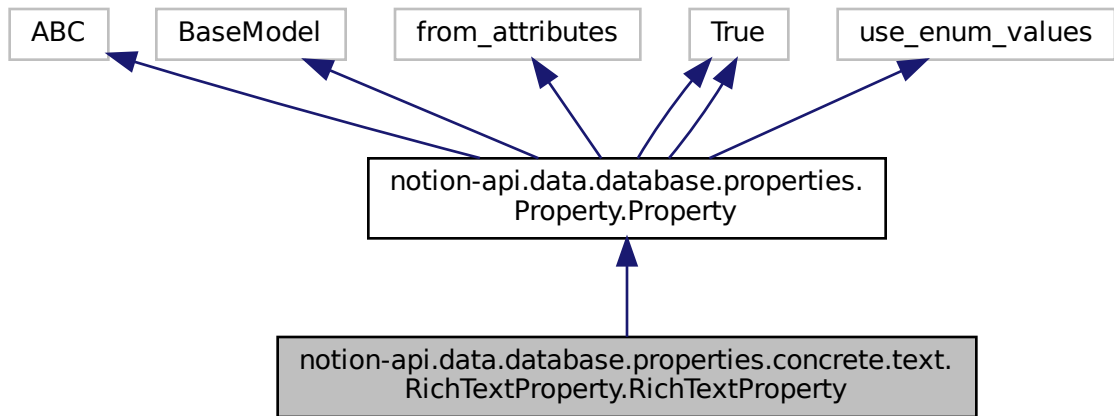 ABC
BaseModel
from_attributes
True
use_enum_values
notion-api.data.database.properties.
Property.Property
notion-api.data.database.properties.concrete.text.
RichTextProperty.RichTextProperty